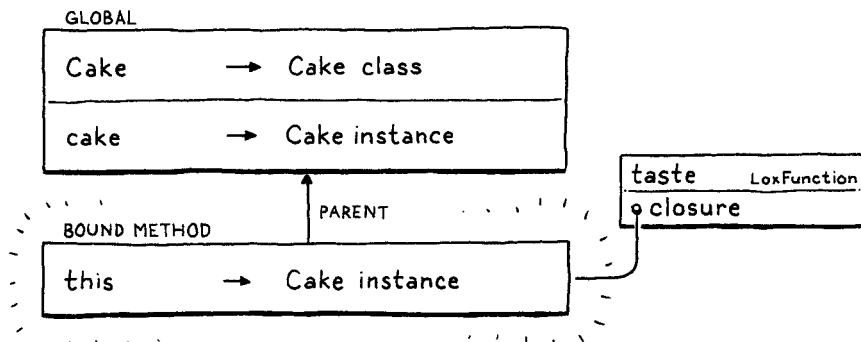 GLOBAL
Cake → Cake class
cake → Cake instance
taste LoxFunction
closure
PARENT
BOUND METHOD
this → Cake instance